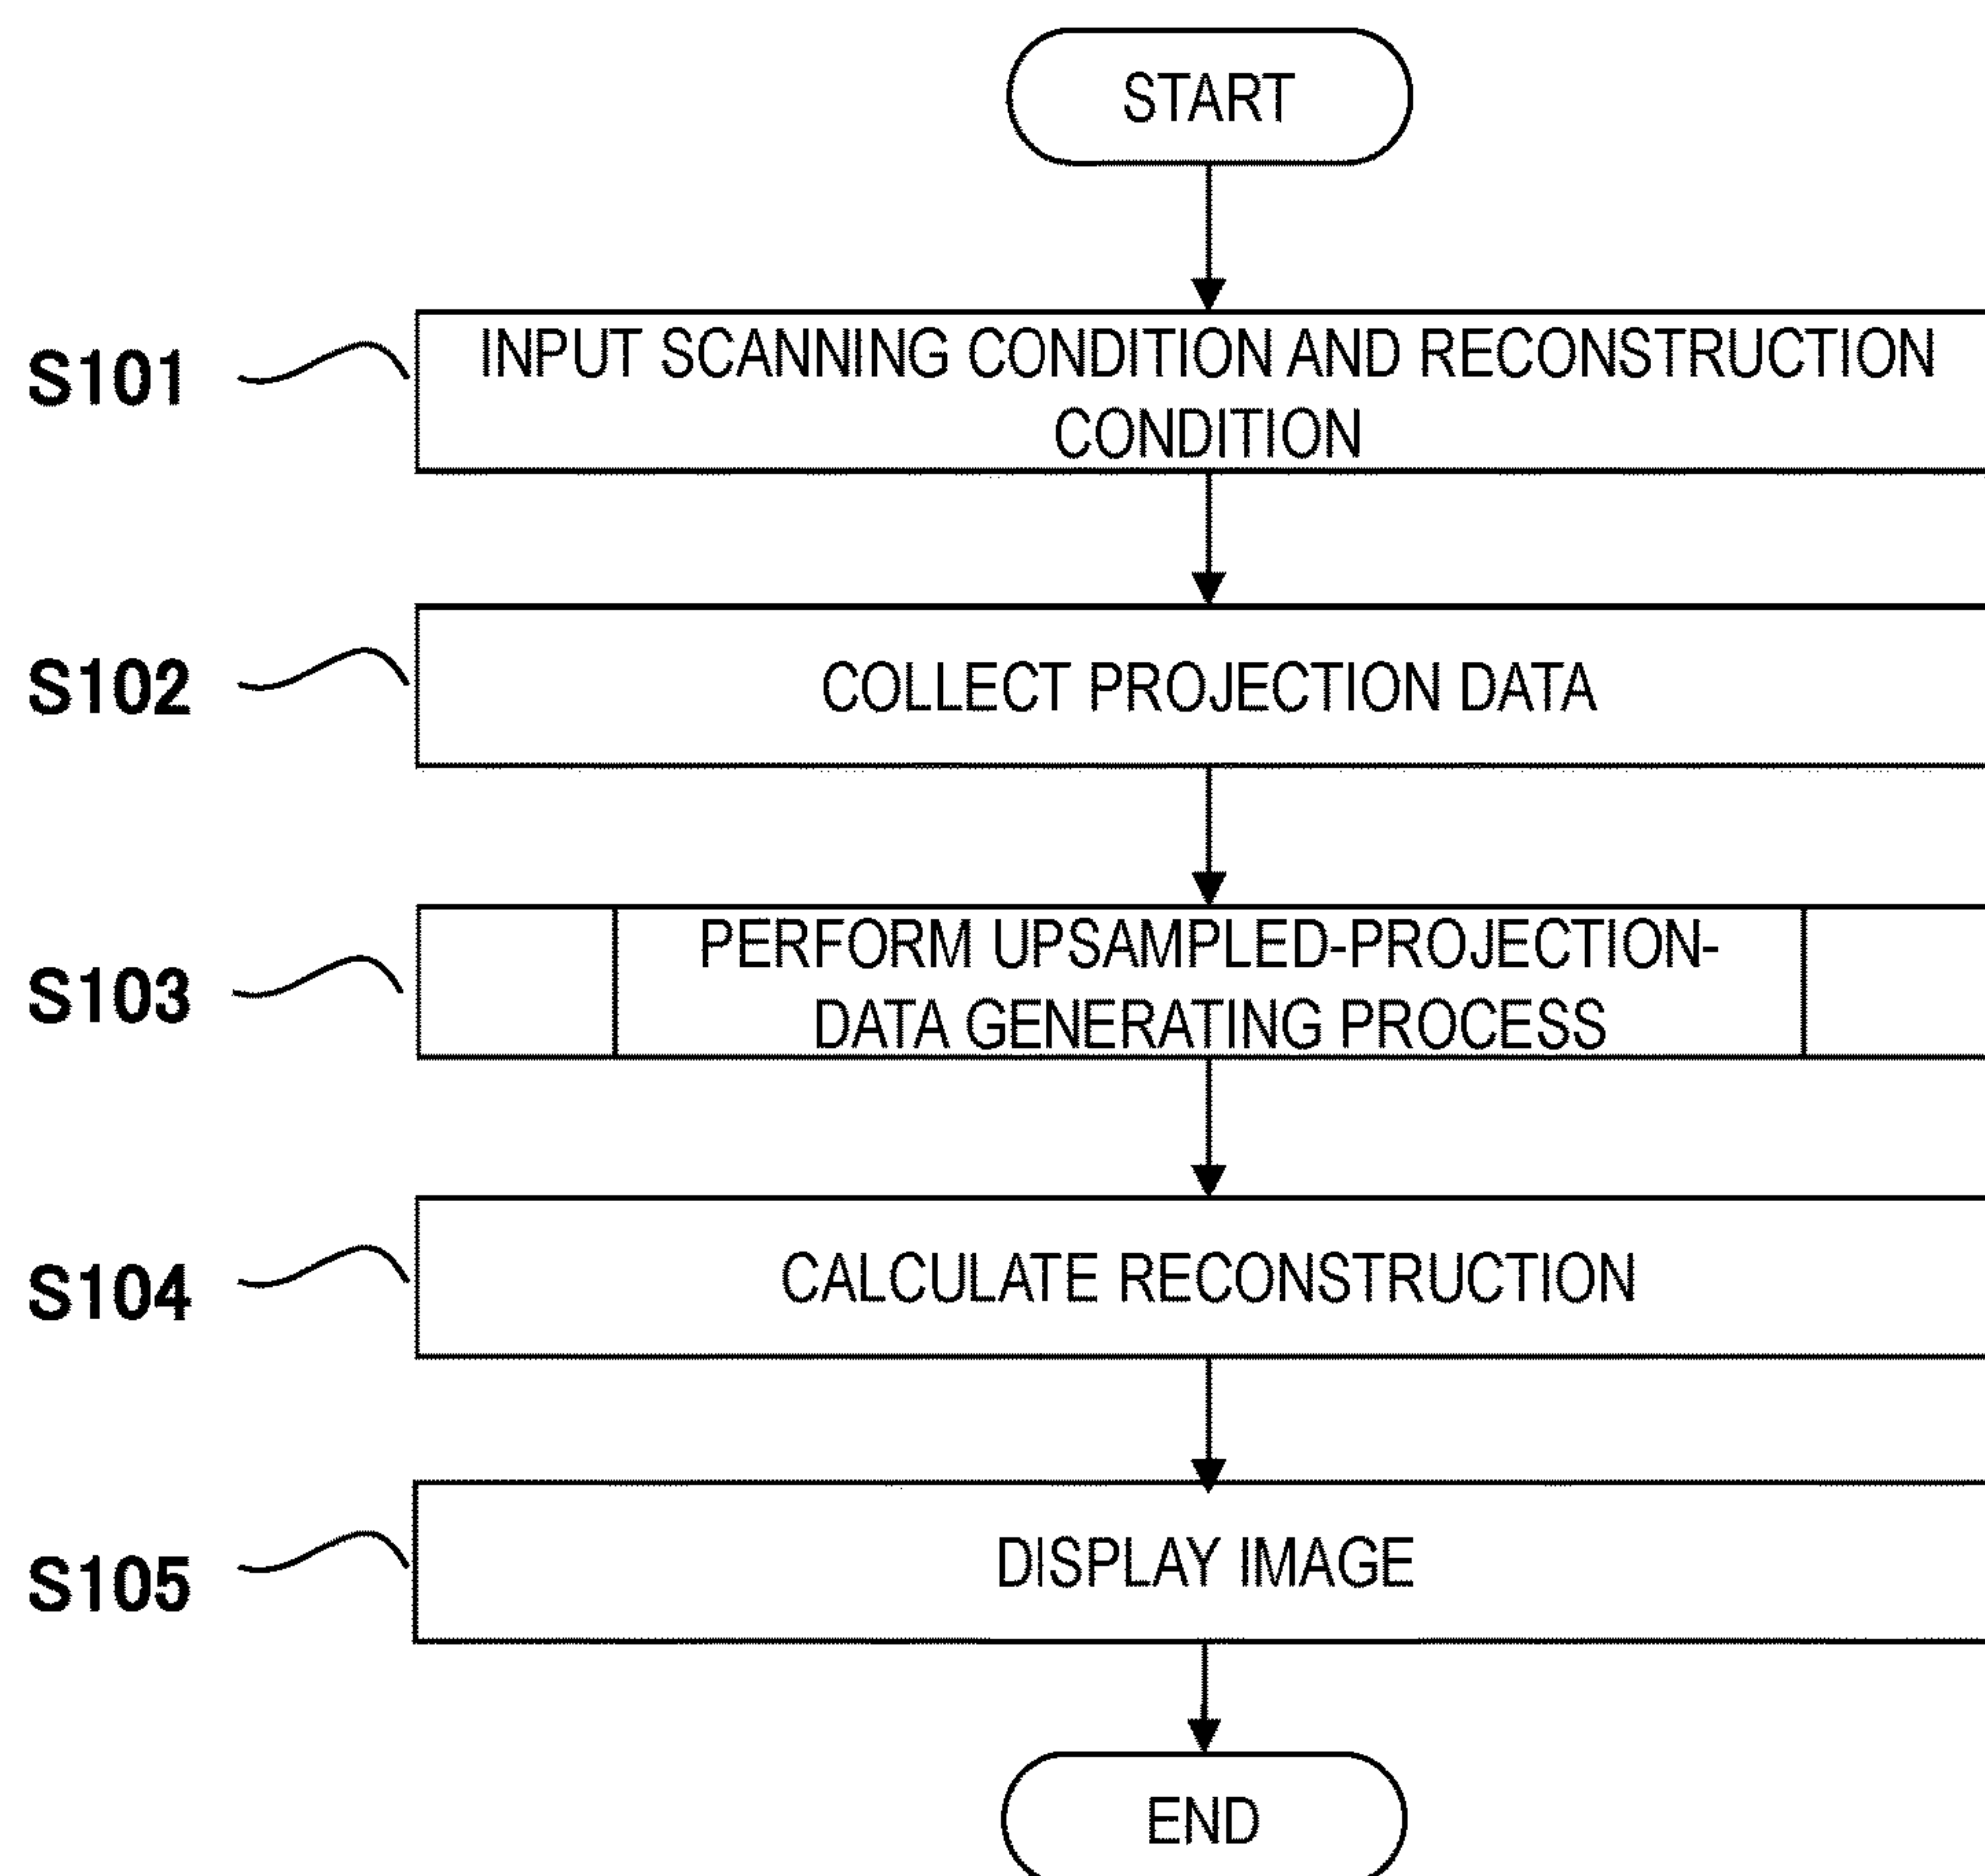 START
S101
INPUT SCANNING CONDITION AND RECONSTRUCTION
CONDITION
S102
COLLECT PROJECTION DATA
S103
PERFORM UPSAMPLED-PROJECTION-
DATA GENERATING PROCESS
S104
CALCULATE RECONSTRUCTION
S105
DISPLAY IMAGE
END